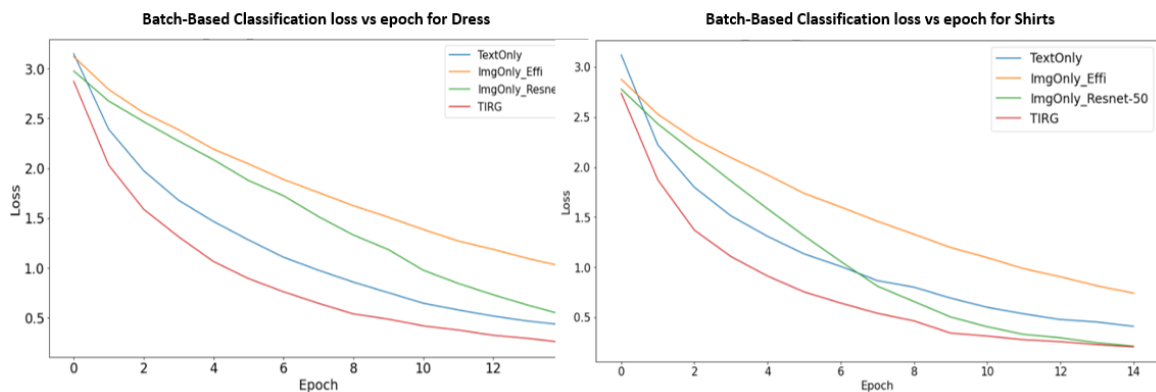 Batch-Based Classification loss vs epoch for Dress
TextOnly
ImgOnly_Effi
ImgOnly_Resne
TIRG
3.0
2.5
2.0
1.5
1.0
0.5
Loss
0 2 4 6 8 10 12
Epoch
Batch-Based Classification loss vs epoch for Shirts
TextOnly
ImgOnly_Effi
ImgOnly_Resnet-50
TIRG
3.0
2.5
2.0
1.5
1.0
0.5
Loss
0 2 4 6 8 10 12 14
Epoch